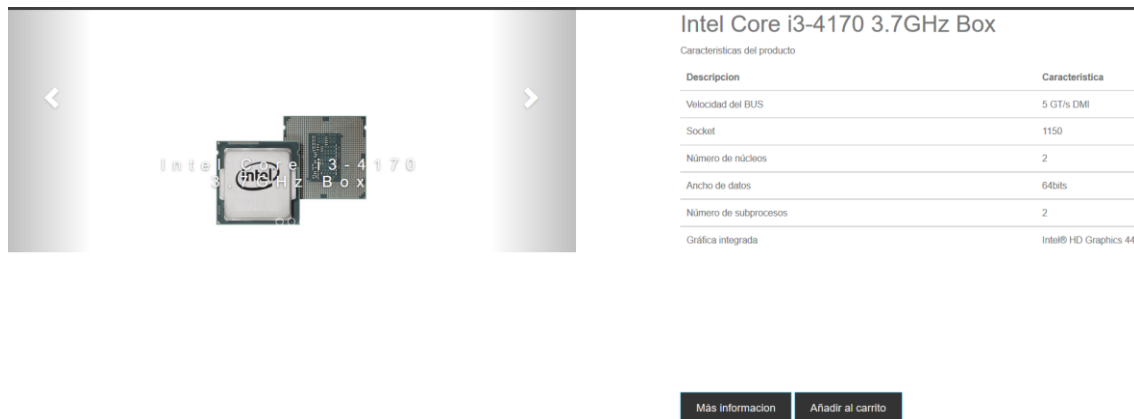 Intel Core i3-4170
3.7GHz Box
intel
Intel Core i3-4170 3.7GHz Box
Caracteristicas del producto
Descripcion Caracteristica
Velocidad del BUS 5 GT/s DMI
Socket 1150
Número de núcleos 2
Ancho de datos 64bits
Número de subprocesos 2
Gráfica integrada Intel® HD Graphics 44
Más informacion Añadir al carrito